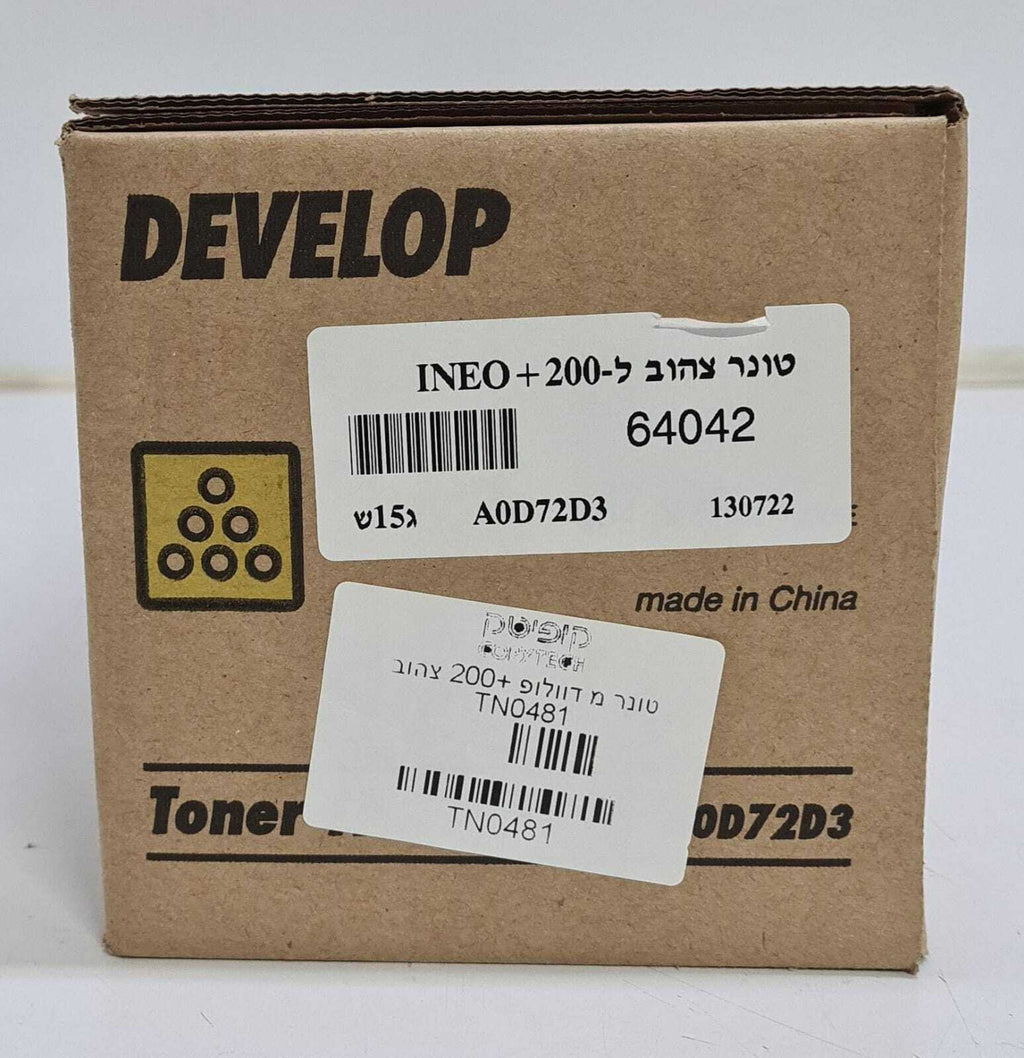 DEVELOP
טונר צהוב ל-INEO+200
64042
ג15ש A0D72D3 130722
made in China
קופיטק
COPYTECH
טונר מ דוולופ +200 צהוב
TN0481
TN0481
Toner 0D72D3